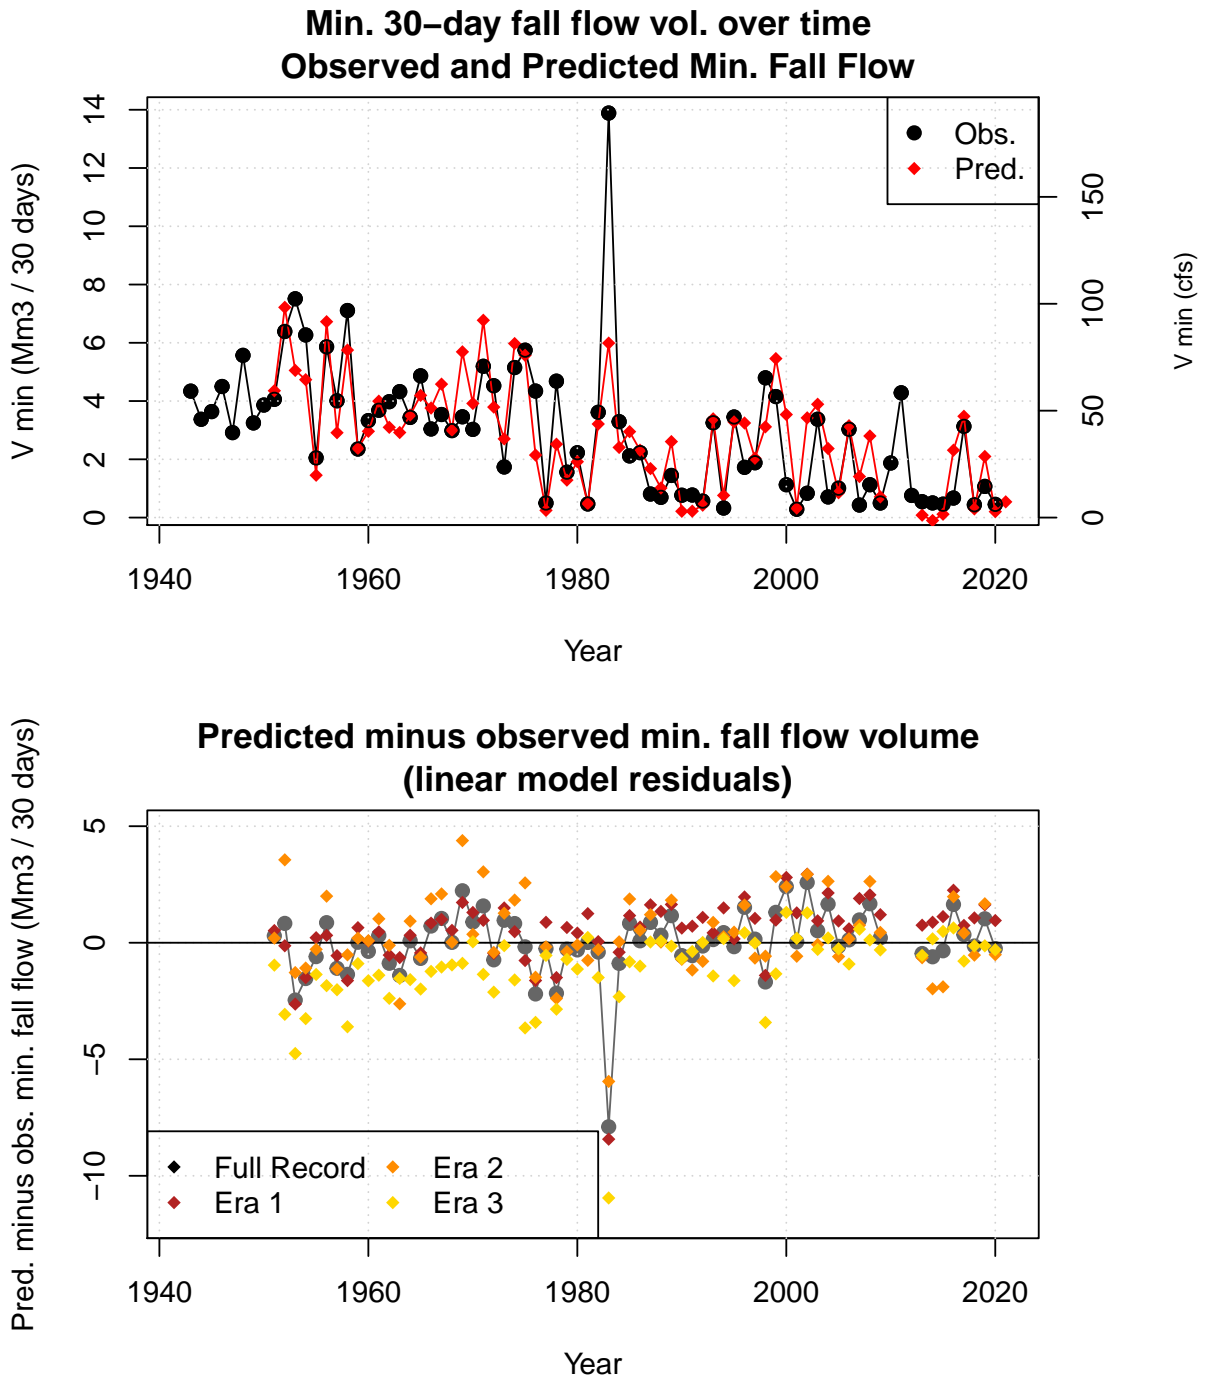 Min. 30−day fall flow vol. over time
Observed and Predicted Min. Fall Flow
V min (Mm3 / 30 days)
14
12
10
8
6
4
2
0
Obs.
Pred.
150
100
50
0
V min (cfs)
1940 1960 1980 2000 2020
Year
Predicted minus observed min. fall flow volume
(linear model residuals)
Pred. minus obs. min. fall flow (Mm3 / 30 days)
5
0
−5
−10
Full Record Era 2
Era 1 Era 3
1940 1960 1980 2000 2020
Year